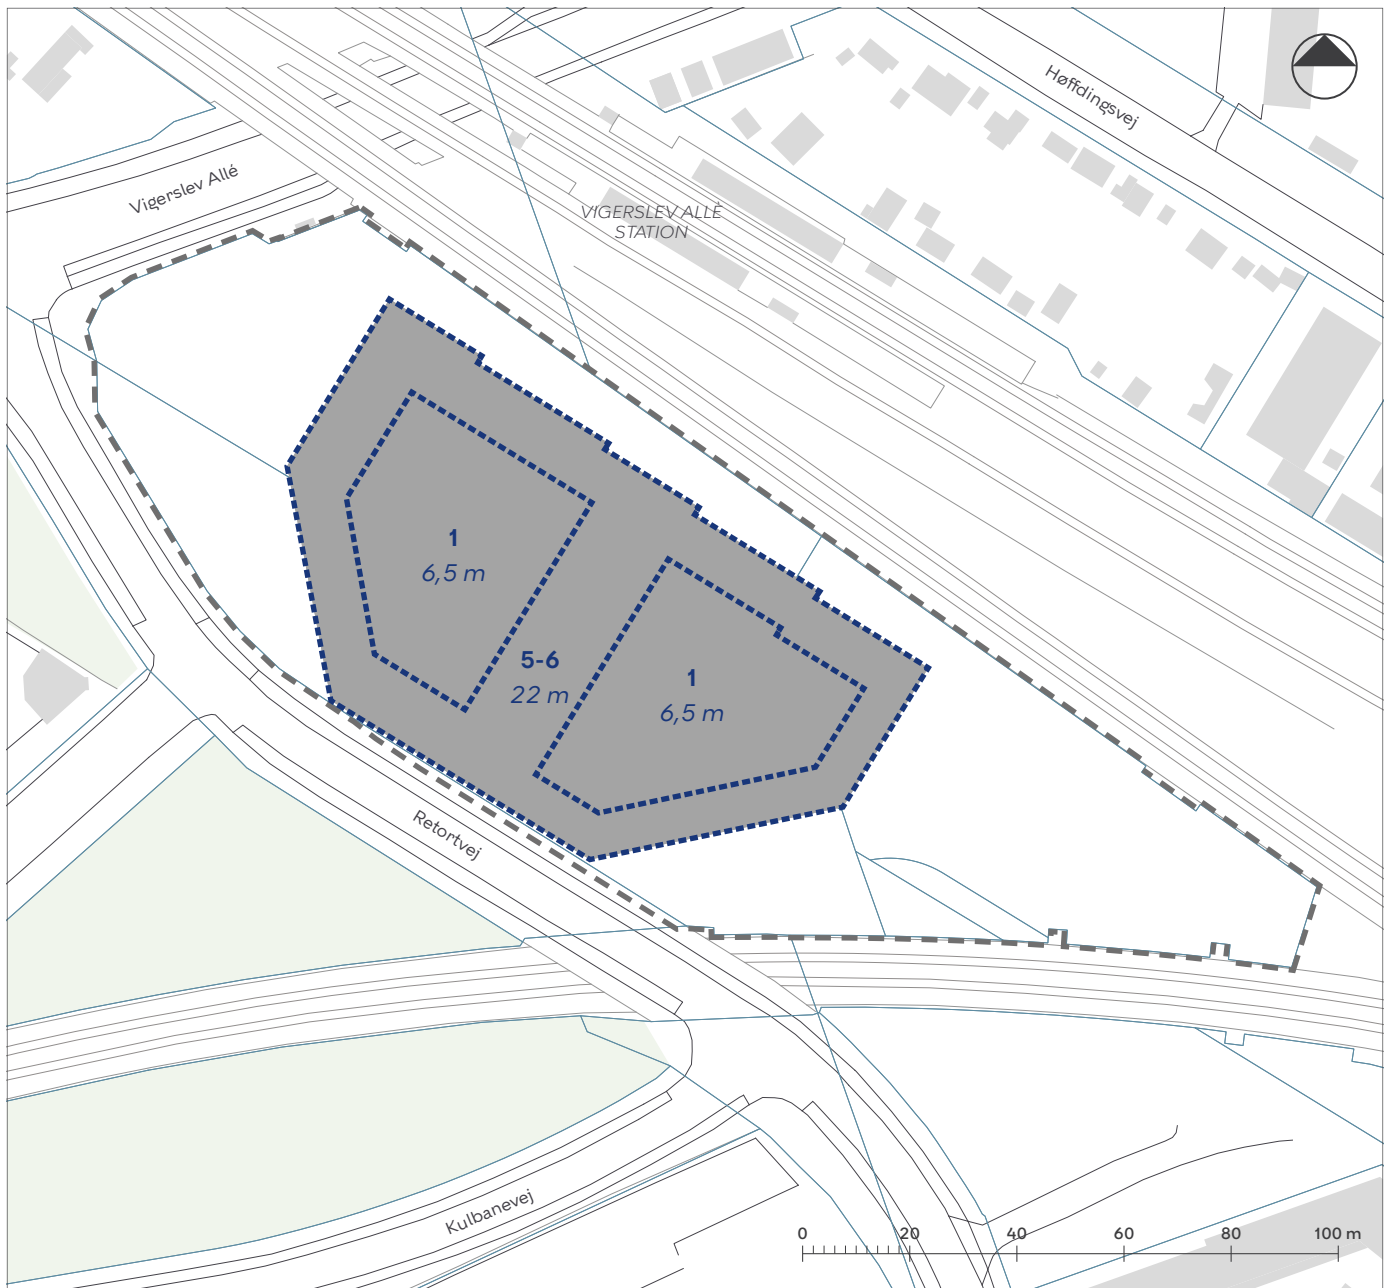 Høffdingsvej
Vigerslev Allé
VIGERSLEV ALLÈ
STATION
1
6,5 m
5-6
22 m
1
6,5 m
Retortvej
Kulbanevej
0 20 40 60 80 100 m